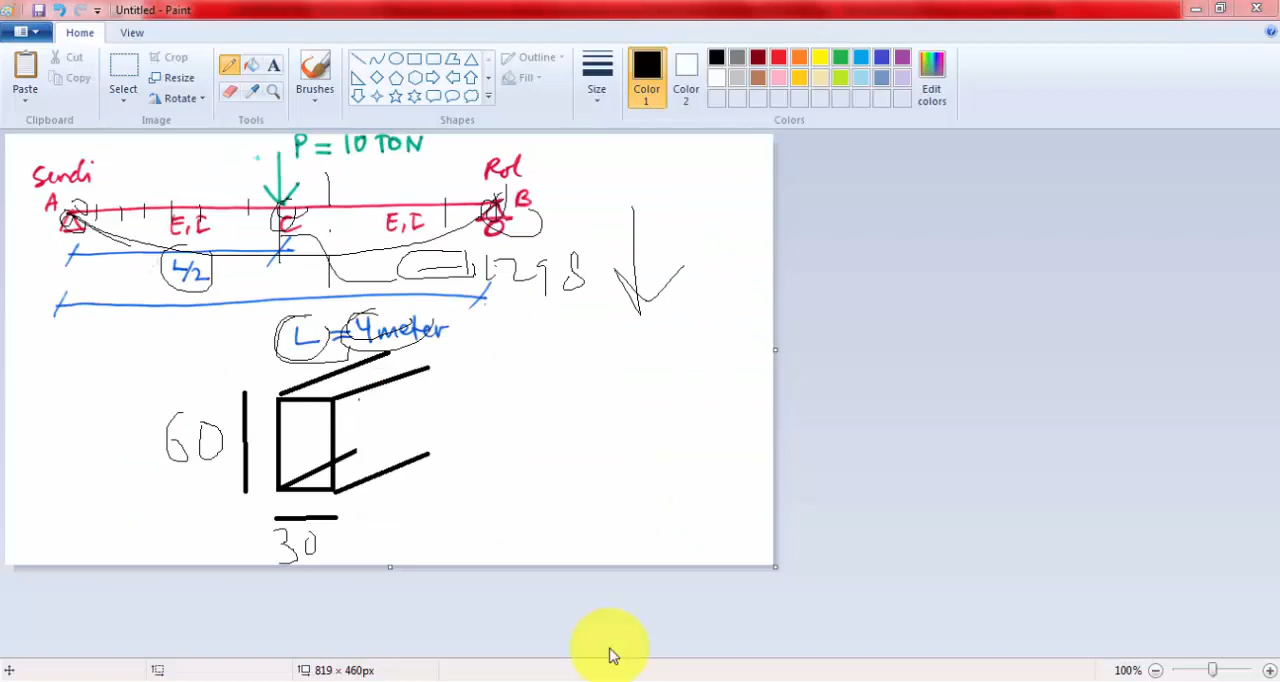 Untitled - Paint
Home View
Paste
Cut
Copy
Clipboard
Select
Crop
Resize
Rotate
Image
Tools
Brushes
Outline
Fill
Shapes
Size
Color 1
Color 2
Edit colors
Colors
P = 10 TON
Sendi
Rol
A
B
E, I
C
E, I
L/2
1298
L = 4 meter
60
30
819 × 460px
100%